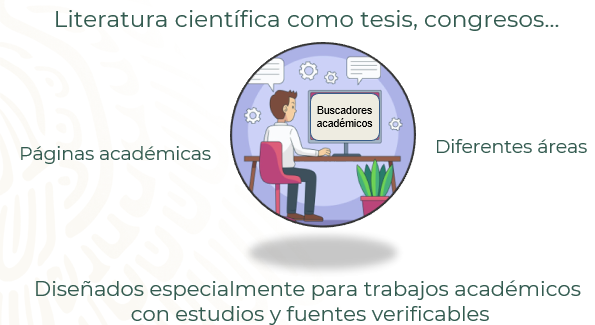 Literatura científica como tesis, congresos...
Buscadores
académicos
Páginas académicas
Diferentes áreas
Diseñados especialmente para trabajos académicos
con estudios y fuentes verificables